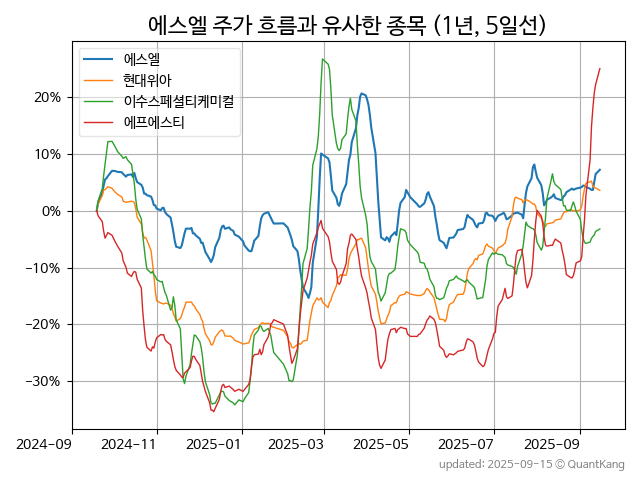 에스엘 주가 흐름과 유사한 종목 (1년, 5일선)
에스엘
현대위아
이수스페셜티케미컬
에프에스티
20%
10%
0%
−10%
−20%
−30%
2024-09
2024-11
2025-01
2025-03
2025-05
2025-07
2025-09
updated: 2025-09-15 © QuantKang